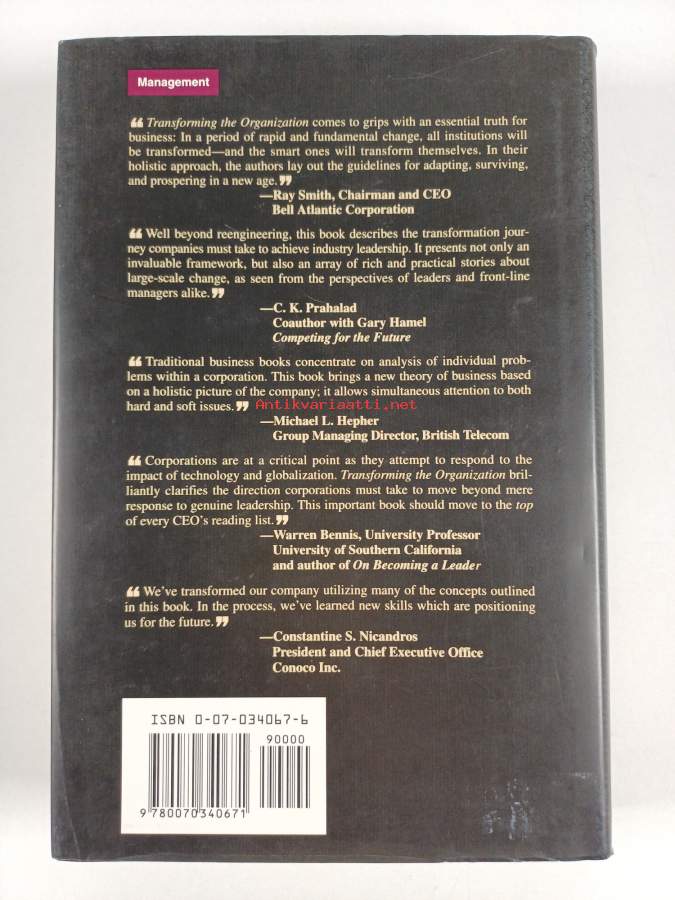 Management
❝ Transforming the Organization comes to grips with an essential truth for
business: In a period of rapid and fundamental change, all institutions will
be transformed—and the smart ones will transform themselves. In their
holistic approach, the authors lay out the guidelines for adapting, surviving,
and prospering in a new age.❞
—Ray Smith, Chairman and CEO
Bell Atlantic Corporation
❝ Well beyond reengineering, this book describes the transformation jour-
ney companies must take to achieve industry leadership. It presents not only an
invaluable framework, but also an array of rich and practical stories about
large-scale change, as seen from the perspectives of leaders and front-line
managers alike.❞
—C. K. Prahalad
Coauthor with Gary Hamel
Competing for the Future
❝ Traditional business books concentrate on analysis of individual prob-
lems within a corporation. This book brings a new theory of business based
on a holistic picture of the company; it allows simultaneous attention to both
hard and soft issues.❞
Antikvariaatti.net
—Michael L. Hepher
Group Managing Director, British Telecom
❝ Corporations are at a critical point as they attempt to respond to the
impact of technology and globalization. Transforming the Organization bril-
liantly clarifies the direction corporations must take to move beyond mere
response to genuine leadership. This important book should move to the top
of every CEO's reading list.❞
—Warren Bennis, University Professor
University of Southern California
and author of On Becoming a Leader
❝ We've transformed our company utilizing many of the concepts outlined
in this book. In the process, we've learned new skills which are positioning
us for the future.❞
—Constantine S. Nicandros
President and Chief Executive Office
Conoco Inc.
ISBN 0-07-034067-6
90000
9 780070 340671